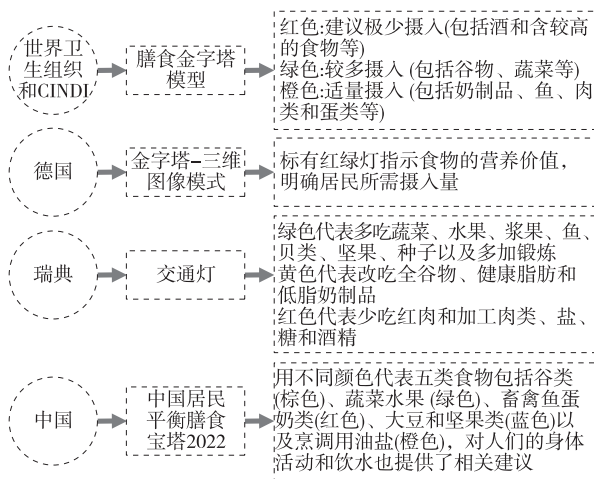 世界卫
生组织
和CINDI
膳食金字塔
模型
红色:建议极少摄入(包括酒和含较高
的食物等)
绿色:较多摄入 (包括谷物、蔬菜等)
橙色:适量摄入 (包括奶制品、鱼、肉
类和蛋类等)
德国
金字塔–三维
图像模式
标有红绿灯指示食物的营养价值,
明确居民所需摄入量
瑞典
交通灯
绿色代表多吃蔬菜、水果、浆果、鱼、
贝类、坚果、种子以及多加锻炼
黄色代表改吃全谷物、健康脂肪和
低脂奶制品
红色代表少吃红肉和加工肉类、盐、
糖和酒精
中国
中国居民
平衡膳食
宝塔2022
用不同颜色代表五类食物包括谷类
(棕色)、蔬菜水果 (绿色)、畜禽鱼蛋
奶类(红色)、大豆和坚果类(蓝色)以
及烹调用油盐(橙色)，对人们的身体
活动和饮水也提供了相关建议